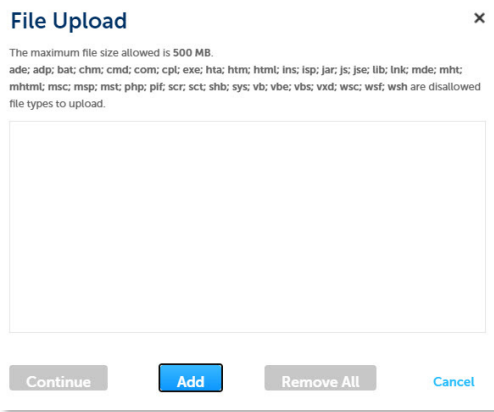 File Upload
×
The maximum file size allowed is 500 MB.
ade; adp; bat; chm; cmd; com; cpl; exe; hta; htm; html; ins; isp; jar; js; jse; lib; lnk; mde; mht;
mhtml; msc; msp; mst; php; pif; scr; sct; shb; sys; vb; vbe; vbs; vxd; wsc; wsf; wsh are disallowed
file types to upload.
Continue Add Remove All Cancel